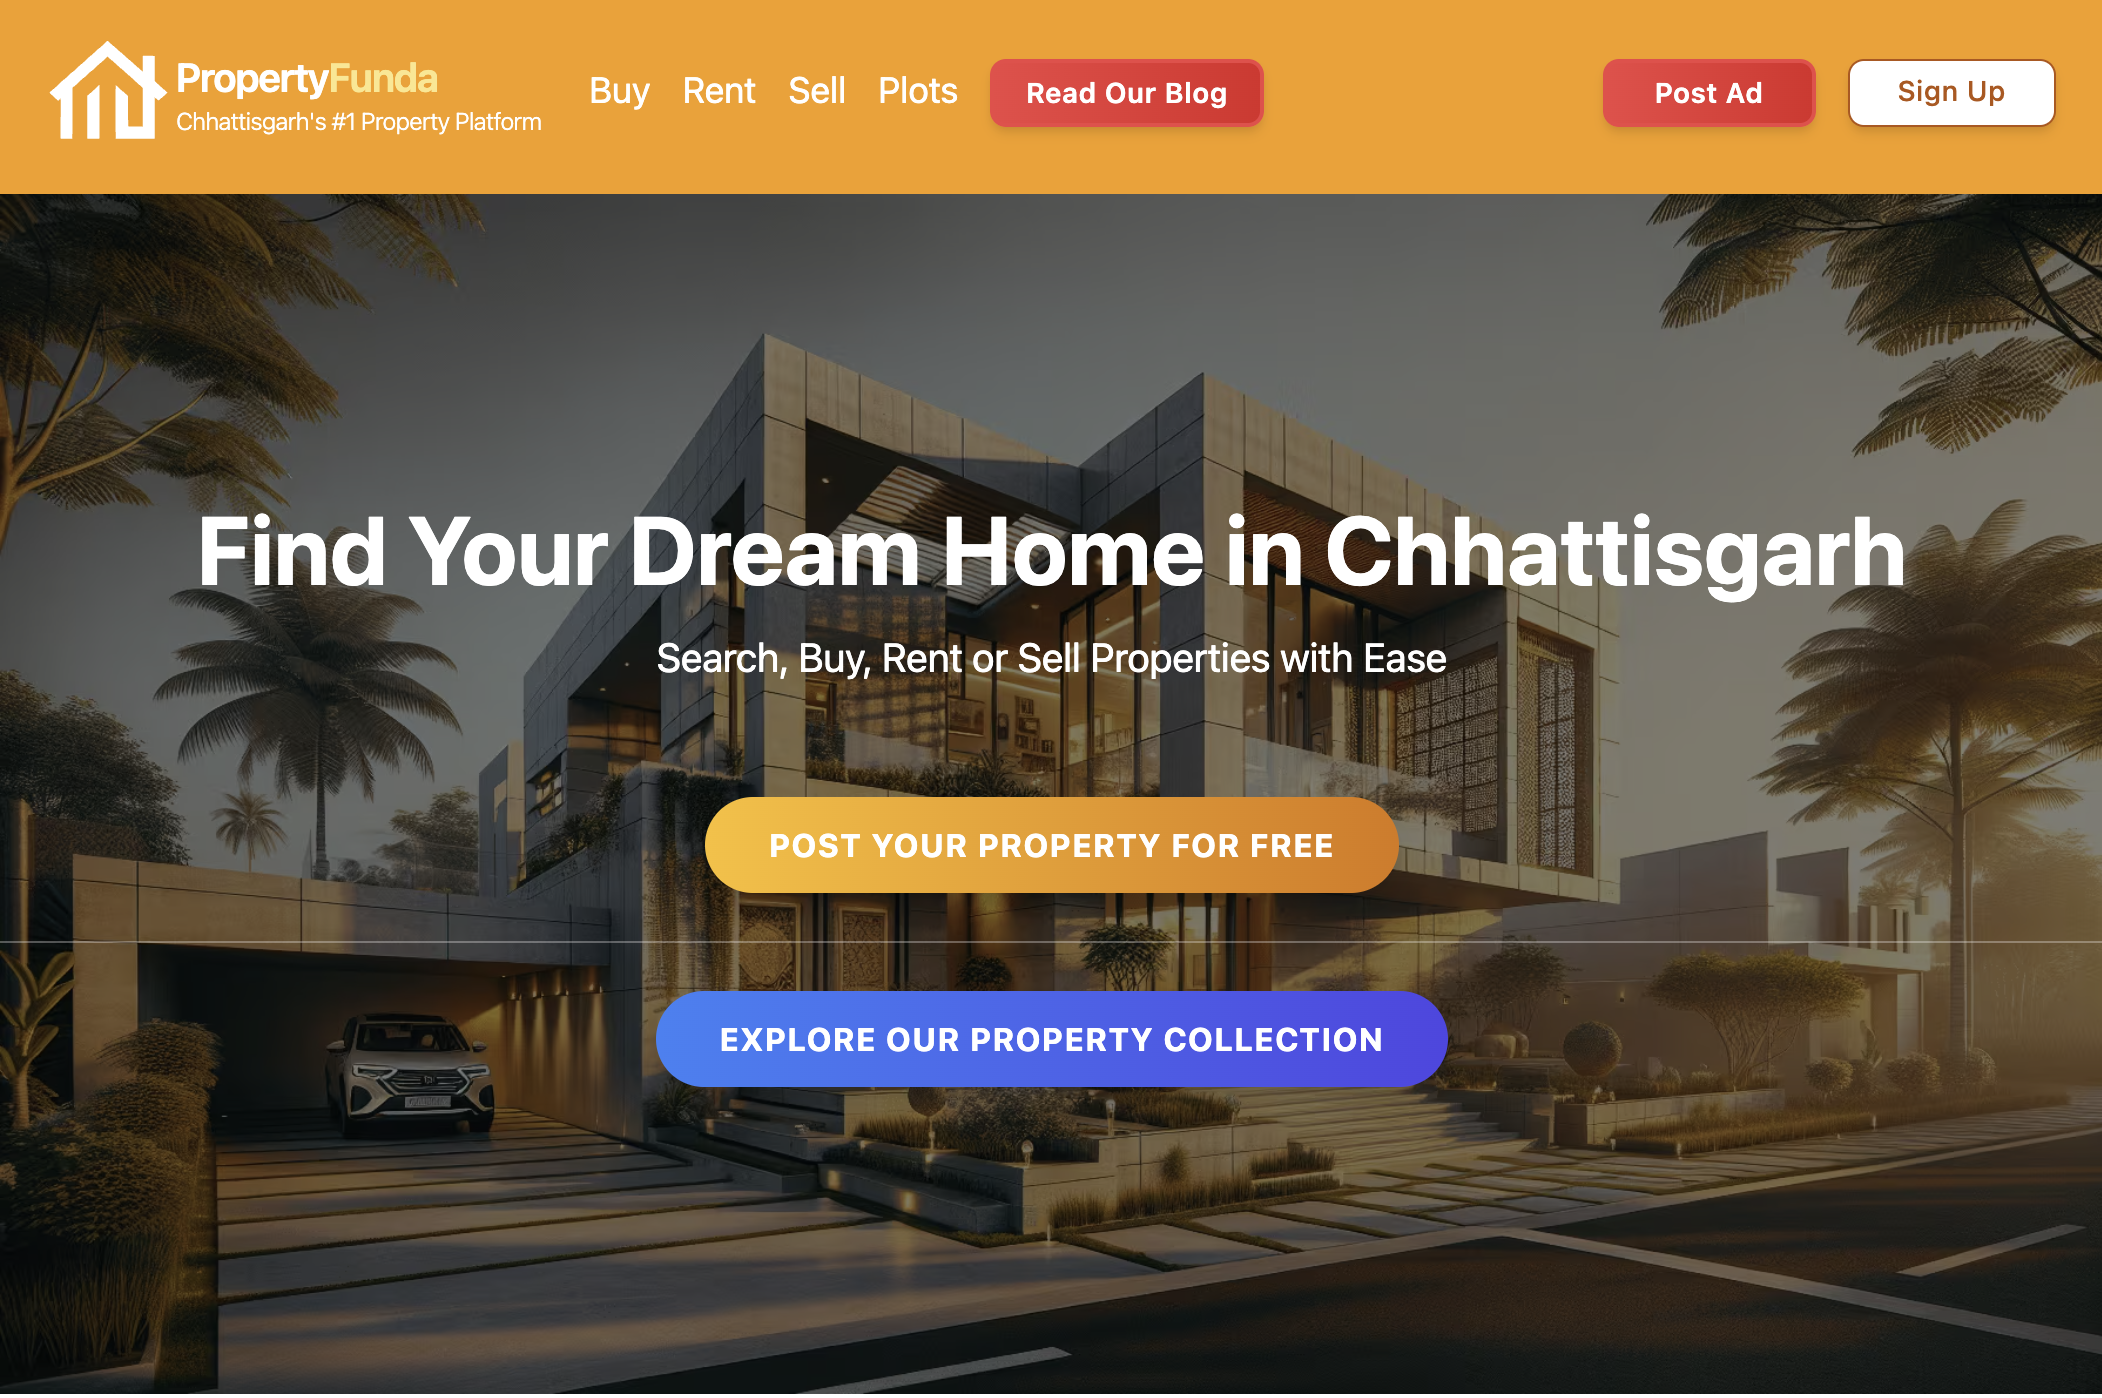 PropertyFunda
Chhattisgarh's #1 Property Platform
Buy Rent Sell Plots Read Our Blog Post Ad Sign Up
Find Your Dream Home in Chhattisgarh
Search, Buy, Rent or Sell Properties with Ease
POST YOUR PROPERTY FOR FREE
EXPLORE OUR PROPERTY COLLECTION